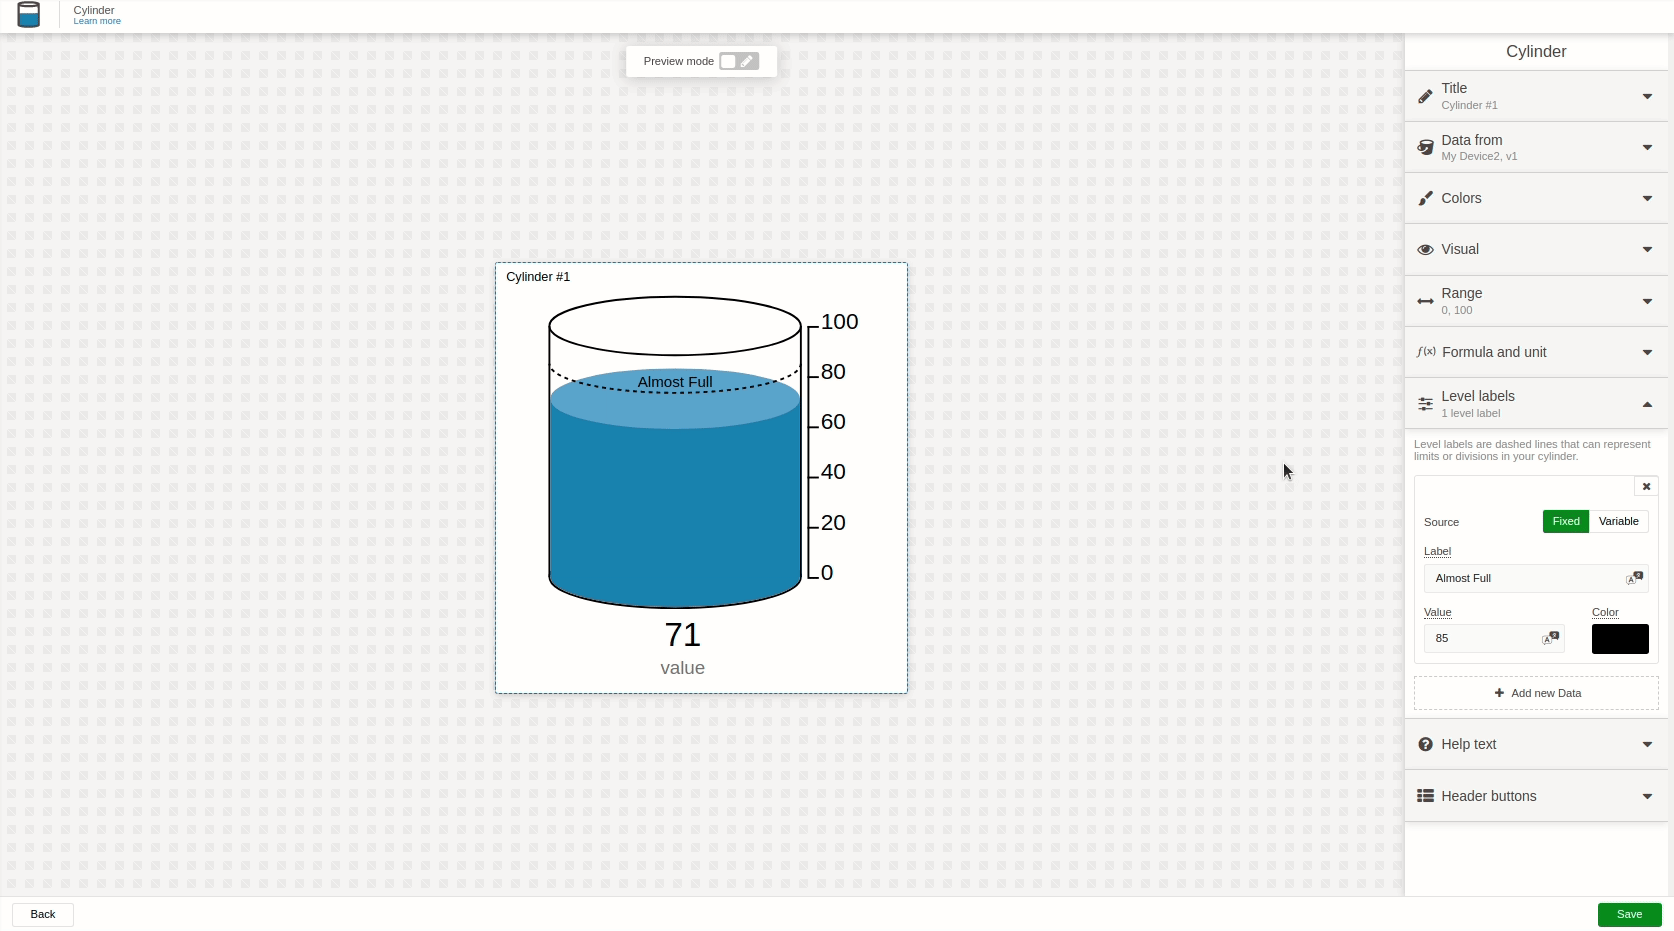 Cylinder
Learn more
Preview mode
Cylinder
Title
Cylinder #1
Data from
My Device2, v1
Colors
Visual
Range
0, 100
f(x) Formula and unit
Level labels
1 level label
Level labels are dashed lines that can represent
limits or divisions in your cylinder.
Source Fixed Variable
Label
Almost Full
Value Color
85
+ Add new Data
Help text
Header buttons
Cylinder #1
100
80
Almost Full
60
40
20
0
71
value
Back
Save